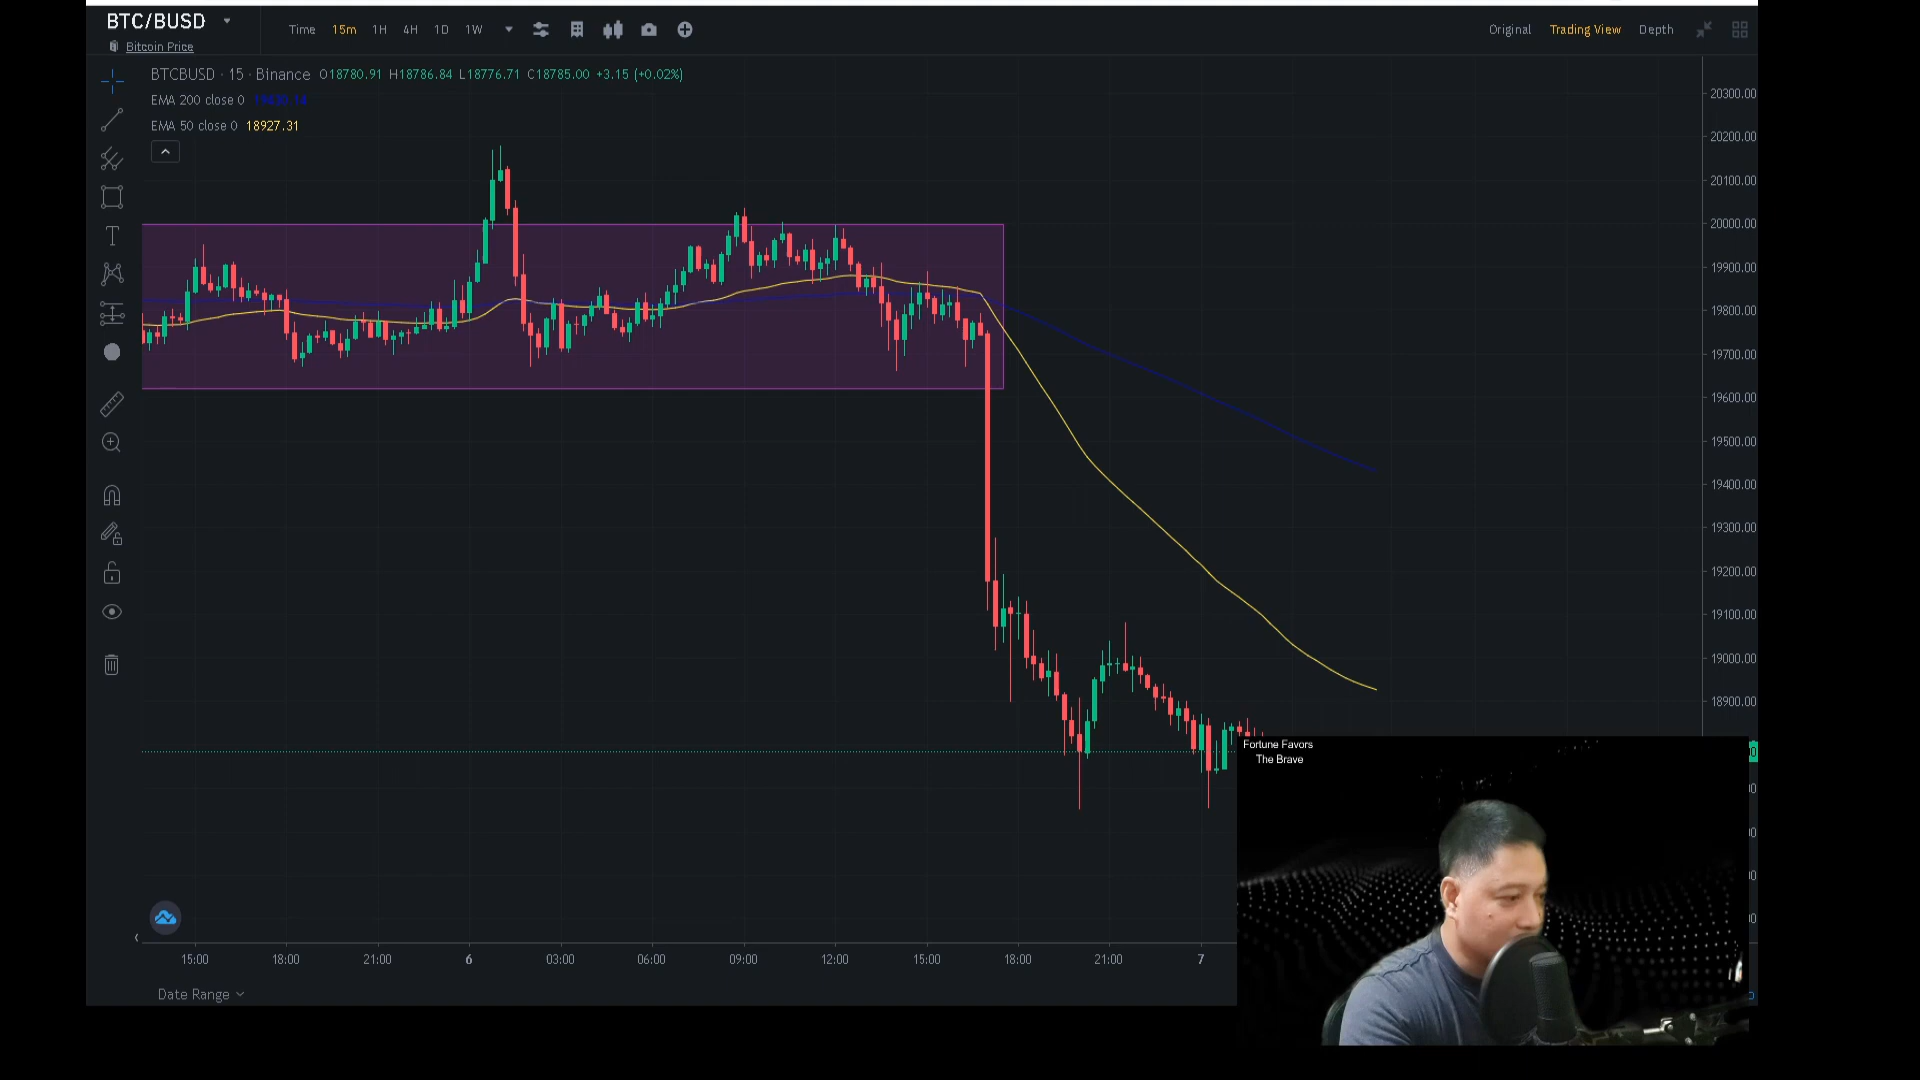 BTC/BUSD
Bitcoin Price
Time 15m 1H 4H 1D 1W
Original Trading View Depth
BTCBUSD · 15 · Binance O18780.91 H18786.84 L18776.71 C18785.00 +3.15 (+0.02%)
EMA 200 close 0
EMA 50 close 0 18927.31
20300.00
20200.00
20100.00
20000.00
19900.00
19800.00
19700.00
19600.00
19500.00
19400.00
19300.00
19200.00
19100.00
19000.00
18900.00
Fortune Favors
The Brave
15:00 18:00 21:00 6 03:00 06:00 09:00 12:00 15:00 18:00 21:00 7
Date Range